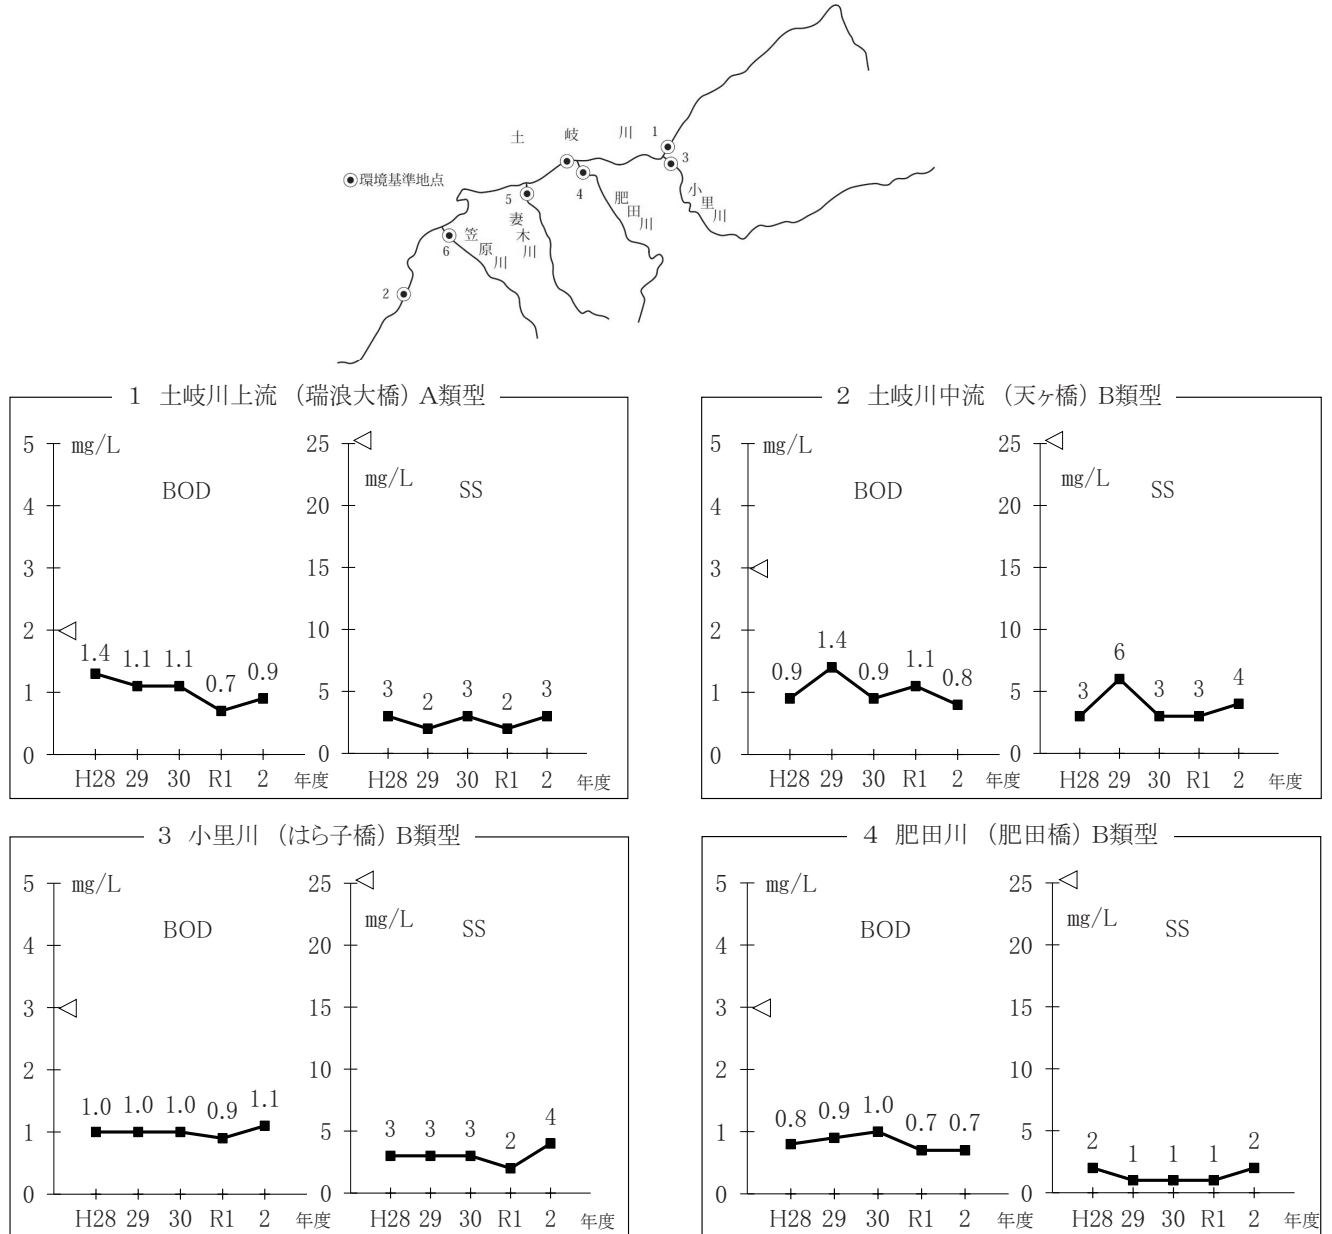 土 岐 川
1
3
◉環境基準地点
4
5
小里川
肥田川
妻木川
笠原川
6
2
1 土岐川上流 (瑞浪大橋) A類型
5 mg/L
BOD
4
3
2
1
0
1.4 1.1 1.1 0.7 0.9
H28 29 30 R1 2 年度
25
mg/L SS
20
15
10
5
0
3 2 3 2 3
H28 29 30 R1 2 年度
2 土岐川中流 (天ヶ橋) B類型
5 mg/L
BOD
4
3
2
1
0
0.9 1.4 0.9 1.1 0.8
H28 29 30 R1 2 年度
25
mg/L SS
20
15
10
5
0
3 6 3 3 4
H28 29 30 R1 2 年度
3 小里川 (はら子橋) B類型
5 mg/L
BOD
4
3
2
1
0
1.0 1.0 1.0 0.9 1.1
H28 29 30 R1 2 年度
25
mg/L SS
20
15
10
5
0
3 3 3 2 4
H28 29 30 R1 2 年度
4 肥田川 (肥田橋) B類型
5 mg/L
BOD
4
3
2
1
0
0.8 0.9 1.0 0.7 0.7
H28 29 30 R1 2 年度
25
mg/L SS
20
15
10
5
0
2 1 1 1 2
H28 29 30 R1 2 年度